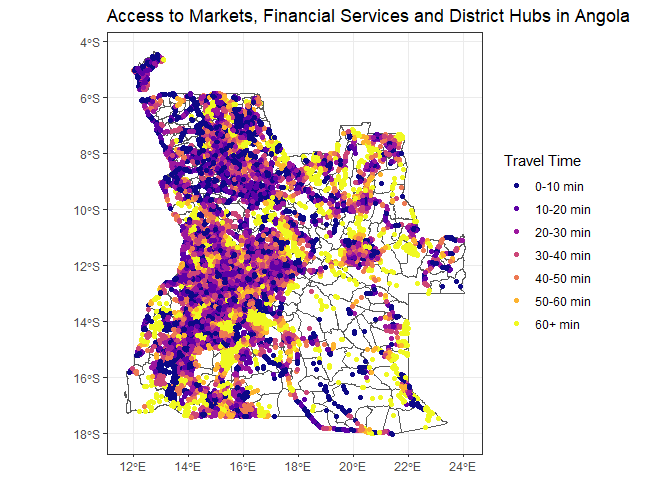 Access to Markets, Financial Services and District Hubs in Angola
4°S
6°S
8°S
10°S
12°S
14°S
16°S
18°S
12°E
14°E
16°E
18°E
20°E
22°E
24°E
Travel Time
0-10 min
10-20 min
20-30 min
30-40 min
40-50 min
50-60 min
60+ min